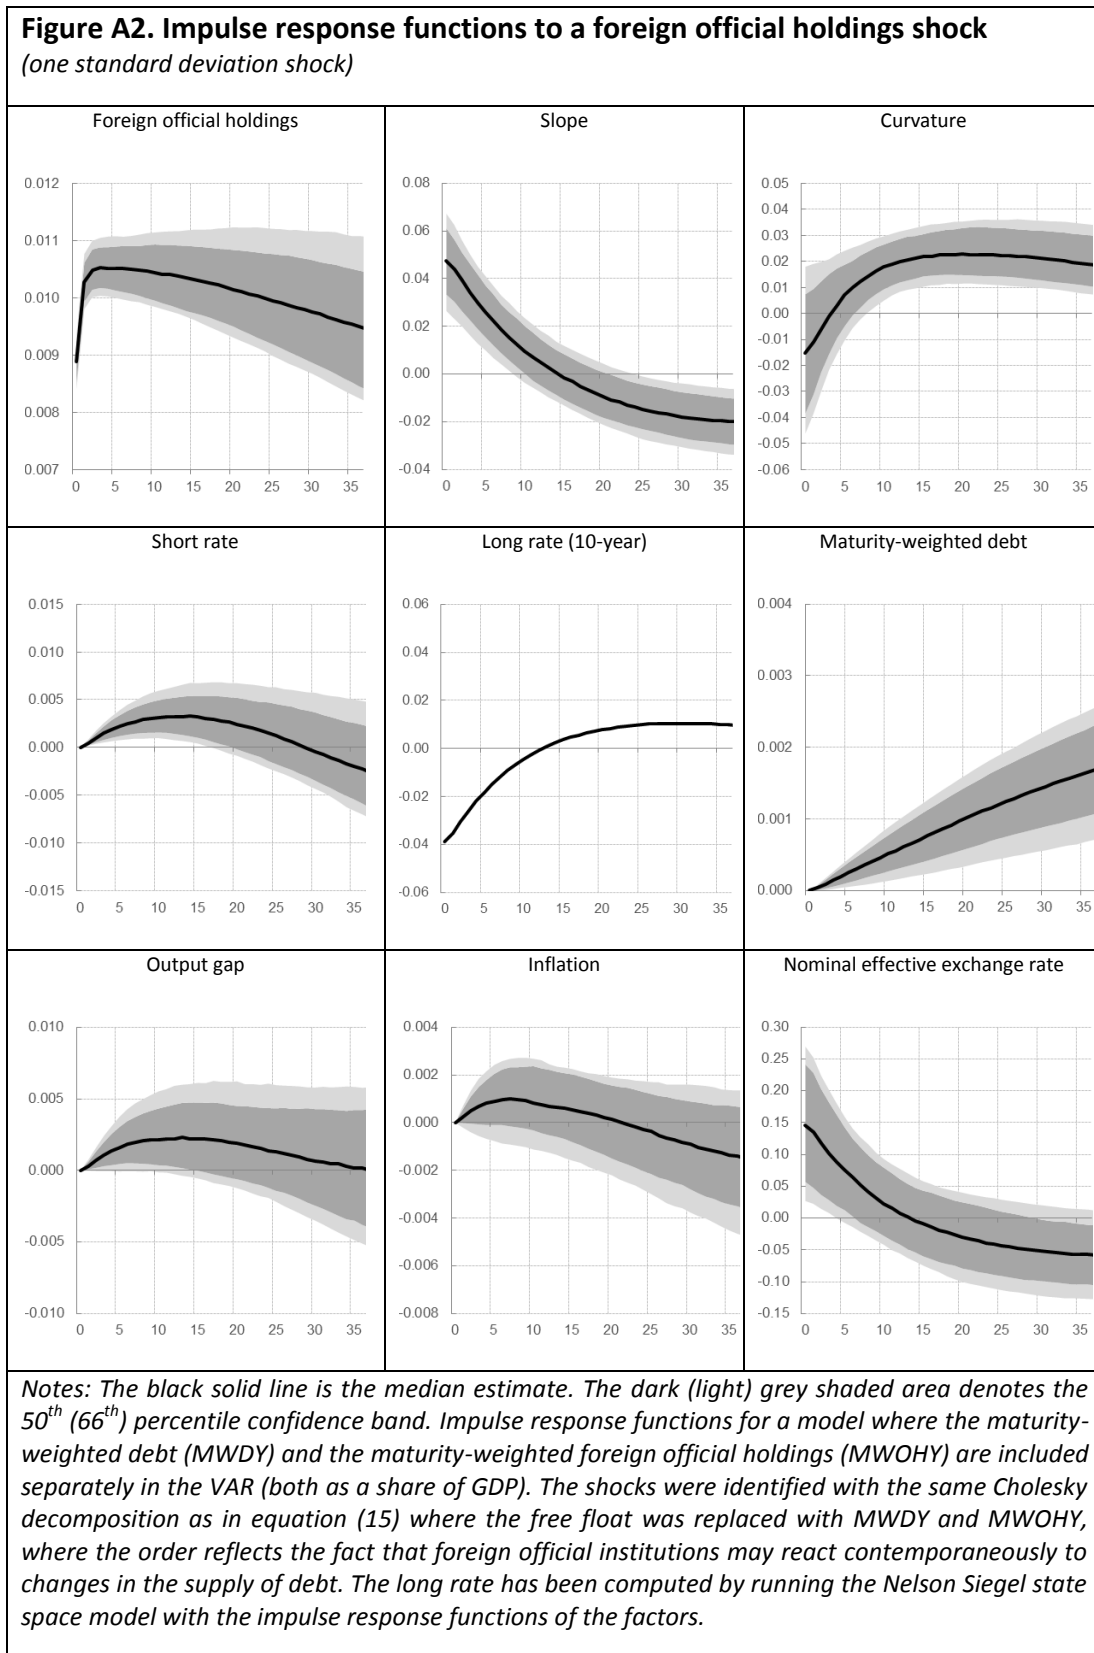 Figure A2. Impulse response functions to a foreign official holdings shock
(one standard deviation shock)
Foreign official holdings
0.012
0.011
0.010
0.009
0.008
0.007
0 5 10 15 20 25 30 35
Slope
0.08
0.06
0.04
0.02
0.00
-0.02
-0.04
0 5 10 15 20 25 30 35
Curvature
0.05
0.04
0.03
0.02
0.01
0.00
-0.01
-0.02
-0.03
-0.04
-0.05
-0.06
0 5 10 15 20 25 30 35
Short rate
0.015
0.010
0.005
0.000
-0.005
-0.010
-0.015
0 5 10 15 20 25 30 35
Long rate (10-year)
0.06
0.04
0.02
0.00
-0.02
-0.04
-0.06
0 5 10 15 20 25 30 35
Maturity-weighted debt
0.004
0.003
0.002
0.001
0.000
0 5 10 15 20 25 30 35
Output gap
0.010
0.005
0.000
-0.005
-0.010
0 5 10 15 20 25 30 35
Inflation
0.004
0.002
0.000
-0.002
-0.004
-0.006
-0.008
0 5 10 15 20 25 30 35
Nominal effective exchange rate
0.30
0.25
0.20
0.15
0.10
0.05
0.00
-0.05
-0.10
-0.15
0 5 10 15 20 25 30 35
Notes: The black solid line is the median estimate. The dark (light) grey shaded area denotes the
50th (66th) percentile confidence band. Impulse response functions for a model where the maturity-
weighted debt (MWDY) and the maturity-weighted foreign official holdings (MWOHY) are included
separately in the VAR (both as a share of GDP). The shocks were identified with the same Cholesky
decomposition as in equation (15) where the free float was replaced with MWDY and MWOHY,
where the order reflects the fact that foreign official institutions may react contemporaneously to
changes in the supply of debt. The long rate has been computed by running the Nelson Siegel state
space model with the impulse response functions of the factors.